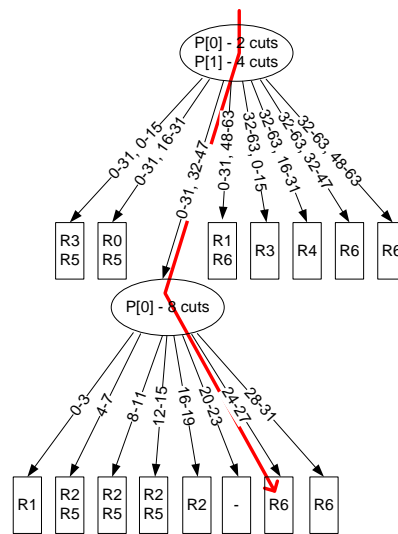 P[0] - 2 cuts
P[1] - 4 cuts
0-31, 0-15
0-31, 16-31
0-31, 32-47
0-31, 48-63
32-63, 0-15
32-63, 16-31
32-63, 32-47
32-63, 48-63
R3
R5
R0
R5
R1
R6
R3
R4
R6
R6
P[0] - 8 cuts
0-3
4-7
8-11
12-15
16-19
20-23
24-27
28-31
R1
R2
R5
R2
R5
R2
R5
R2
-
R6
R6